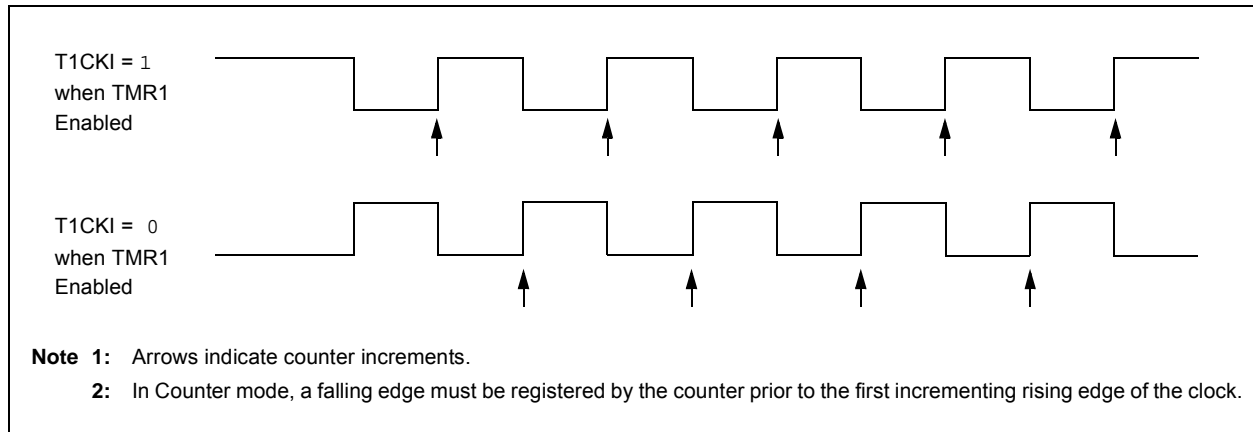 T1CKI = 1
when TMR1
Enabled
T1CKI = 0
when TMR1
Enabled
Note 1: Arrows indicate counter increments.
2: In Counter mode, a falling edge must be registered by the counter prior to the first incrementing rising edge of the clock.